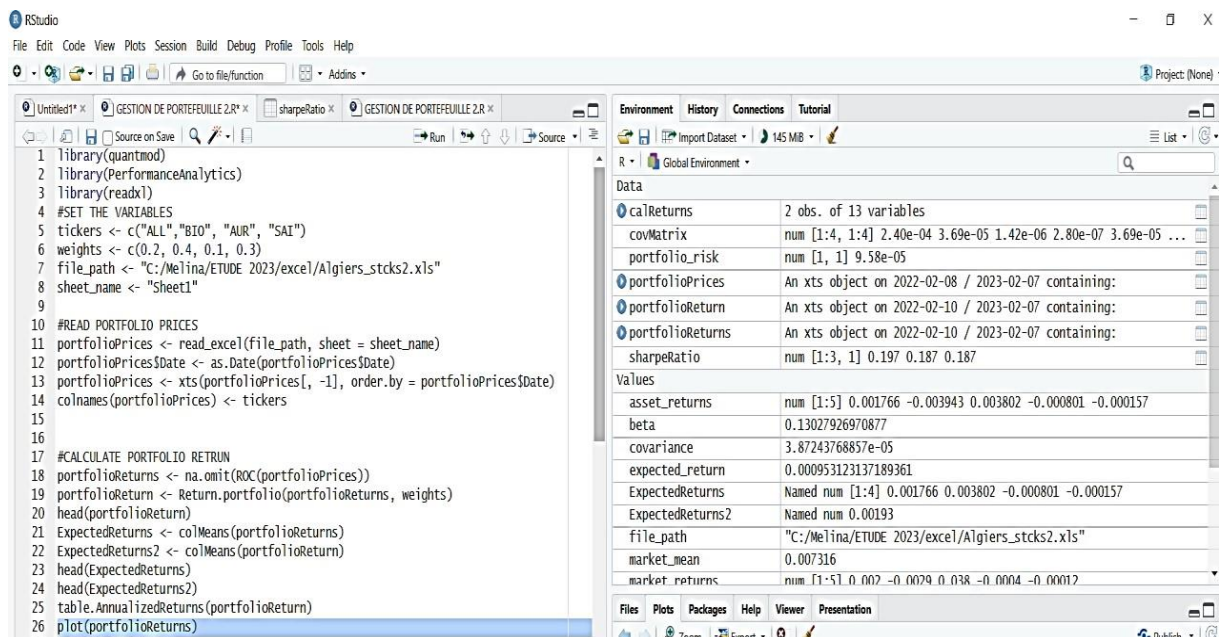 RStudio
File Edit Code View Plots Session Build Debug Profile Tools Help
Go to file/function Addins
Project: (None)
Untitled1* GESTION DE PORTEFEUILLE 2.R* sharpeRatio GESTION DE PORTEFEUILLE 2.R
Source on Save Run Source
1 library(quantmod)
2 library(PerformanceAnalytics)
3 library(readxl)
4 #SET THE VARIABLES
5 tickers <- c("ALL","BIO", "AUR", "SAI")
6 weights <- c(0.2, 0.4, 0.1, 0.3)
7 file_path <- "C:/Melina/ETUDE 2023/excel/Algiers_stcks2.xls"
8 sheet_name <- "Sheet1"
9
10 #READ PORTFOLIO PRICES
11 portfolioPrices <- read_excel(file_path, sheet = sheet_name)
12 portfolioPrices$Date <- as.Date(portfolioPrices$Date)
13 portfolioPrices <- xts(portfolioPrices[, -1], order.by = portfolioPrices$Date)
14 colnames(portfolioPrices) <- tickers
15
16
17 #CALCULATE PORTFOLIO RETRUN
18 portfolioReturns <- na.omit(ROC(portfolioPrices))
19 portfolioReturn <- Return.portfolio(portfolioReturns, weights)
20 head(portfolioReturn)
21 ExpectedReturns <- colMeans(portfolioReturns)
22 ExpectedReturns2 <- colMeans(portfolioReturn)
23 head(ExpectedReturns)
24 head(ExpectedReturns2)
25 table.AnnualizedReturns(portfolioReturn)
26 plot(portfolioReturns)
Environment History Connections Tutorial
Import Dataset 145 MiB List
R Global Environment
Data
calReturns 2 obs. of 13 variables
covMatrix num [1:4, 1:4] 2.40e-04 3.69e-05 1.42e-06 2.80e-07 3.69e-05 ...
portfolio_risk num [1, 1] 9.58e-05
portfolioPrices An xts object on 2022-02-08 / 2023-02-07 containing:
portfolioReturn An xts object on 2022-02-10 / 2023-02-07 containing:
portfolioReturns An xts object on 2022-02-10 / 2023-02-07 containing:
sharpeRatio num [1:3, 1] 0.197 0.187 0.187
Values
asset_returns num [1:5] 0.001766 -0.003943 0.003802 -0.000801 -0.000157
beta 0.13027926970877
covariance 3.87243768857e-05
expected_return 0.000953123137189361
ExpectedReturns Named num [1:4] 0.001766 0.003802 -0.000801 -0.000157
ExpectedReturns2 Named num 0.00193
file_path "C:/Melina/ETUDE 2023/excel/Algiers_stcks2.xls"
market_mean 0.007316
market_returns num [1:5] 0.002 -0.0029 0.038 -0.0004 -0.00012
Files Plots Packages Help Viewer Presentation
Zoom Export Publish